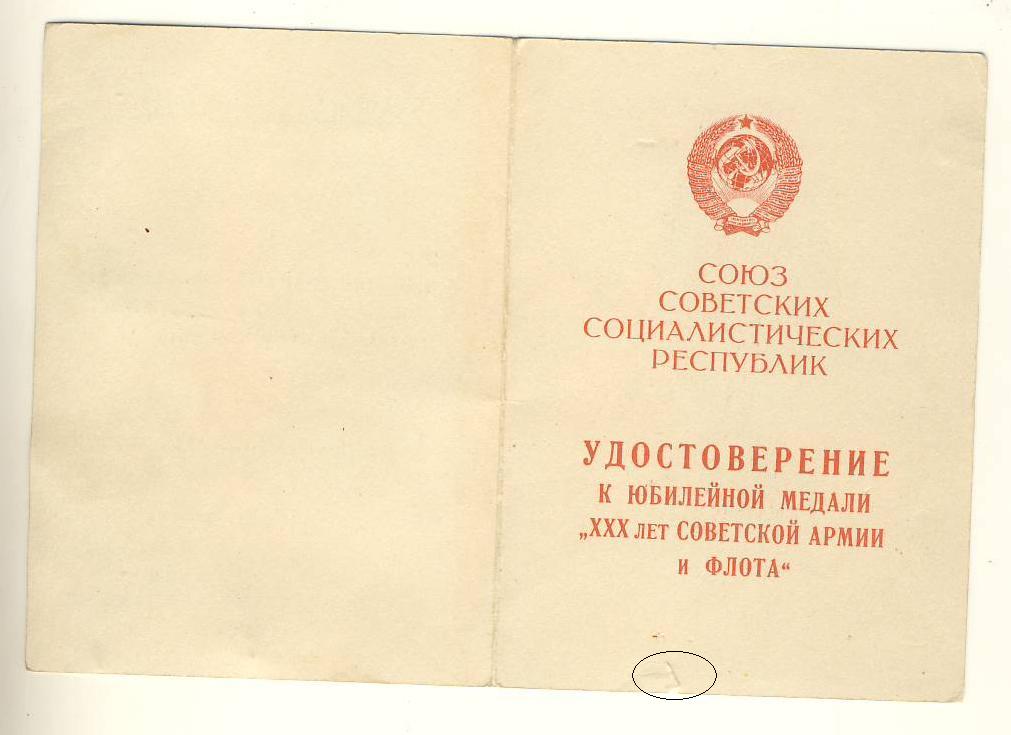 СОЮЗ
СОВЕТСКИХ
СОЦИАЛИСТИЧЕСКИХ
РЕСПУБЛИК
УДОСТОВЕРЕНИЕ
К ЮБИЛЕЙНОЙ МЕДАЛИ
„XXX лет СОВЕТСКОЙ АРМИИ
и ФЛОТА“